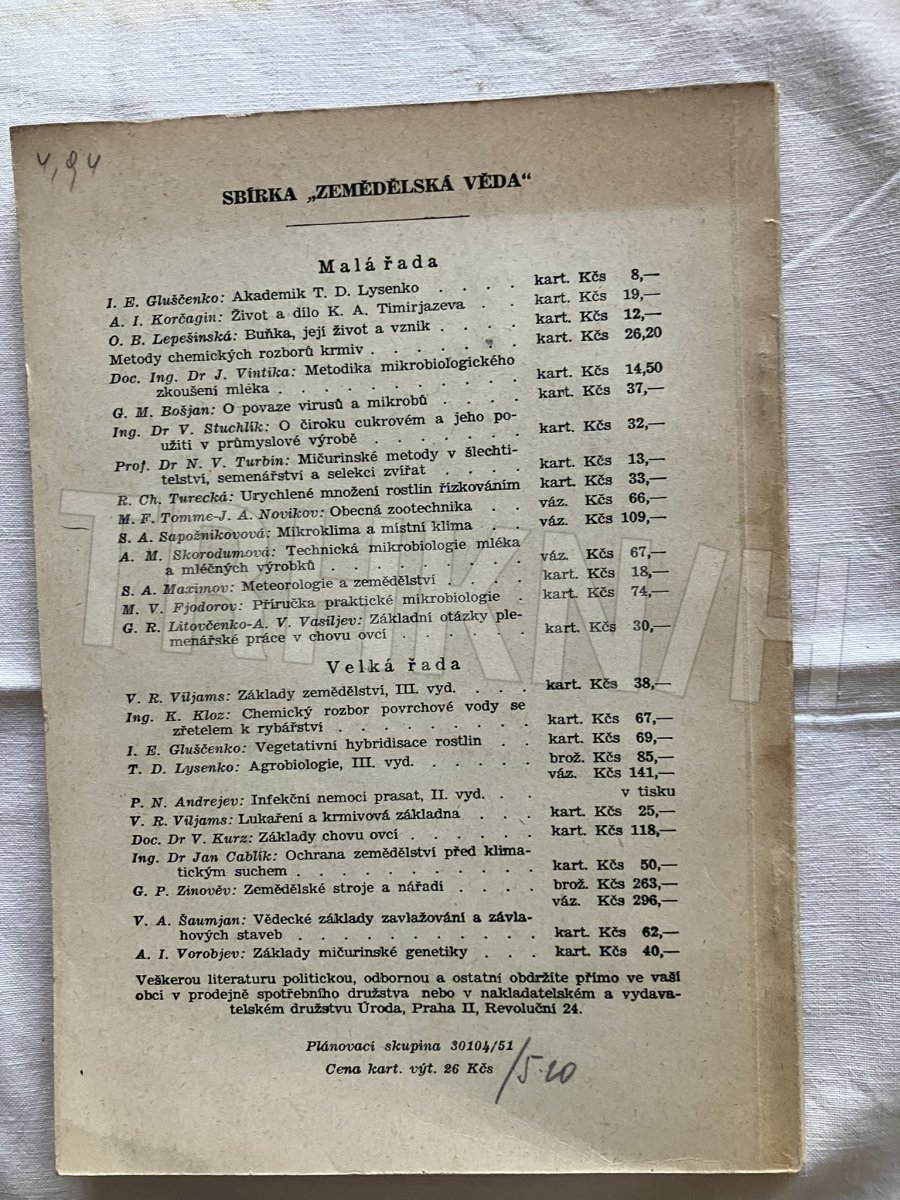 4,94
SBÍRKA „ZEMĚDĚLSKÁ VĚDA“
Malá řada
I. E. Gluščenko: Akademik T. D. Lysenko . . . . kart. Kčs 8,—
A. I. Korčagin: Život a dílo K. A. Timirjazeva . . kart. Kčs 19,—
O. B. Lepešinská: Buňka, její život a vznik . . . . kart. Kčs 12,—
Metody chemických rozborů krmiv . . . . . . . kart. Kčs 26,20
Doc. Ing. Dr J. Vintika: Metodika mikrobiologického
zkoušení mléka . . . . . . . . . . . kart. Kčs 14,50
G. M. Bošjan: O povaze virusů a mikrobů . . . . kart. Kčs 37,—
Ing. Dr V. Stuchlík: O čiroku cukrovém a jeho po-
užití v průmyslové výrobě . . . . . . . kart. Kčs 32,—
Prof. Dr N. V. Turbin: Mičurinské metody v šlechti-
telství, semenářství a selekci zvířat . . . . kart. Kčs 13,—
R. Ch. Turecká: Urychlené množení rostlin řízkováním kart. Kčs 33,—
M. F. Tomme-J. A. Novikov: Obecná zootechnika . . váz. Kčs 66,—
S. A. Sapožnikovová: Mikroklima a místní klima . . váz. Kčs 109,—
A. M. Skorodumová: Technická mikrobiologie mléka
a mléčných výrobků . . . . . . . . . váz. Kčs 67,—
S. A. Maximov: Meteorologie a zemědělství . . . . kart. Kčs 18,—
M. V. Fjodorov: Příručka praktické mikrobiologie . kart. Kčs 74,—
G. R. Litovčenko-A. V. Vasiljev: Základní otázky ple-
menářské práce v chovu ovcí . . . . . . kart. Kčs 30,—
Velká řada
V. R. Viljams: Základy zemědělství, III. vyd. . . . kart. Kčs 38,—
Ing. K. Kloz: Chemický rozbor povrchové vody se
zřetelem k rybářství . . . . . . . . . kart. Kčs 67,—
I. E. Gluščenko: Vegetativní hybridisace rostlin . . kart. Kčs 69,—
T. D. Lysenko: Agrobiologie, III. vyd. . . . . . brož. Kčs 85,—
váz. Kčs 141,—
P. N. Andrejev: Infekční nemoci prasat, II. vyd. . . v tisku
V. R. Viljams: Lukaření a krmivová základna . . . kart. Kčs 25,—
Doc. Dr V. Kurz: Základy chovu ovcí . . . . . . kart. Kčs 118,—
Ing. Dr Jan Cablík: Ochrana zemědělství před klima-
tickým suchem . . . . . . . . . . . kart. Kčs 50,—
G. P. Zinověv: Zemědělské stroje a nářadí . . . . brož. Kčs 263,—
váz. Kčs 296,—
V. A. Šaumjan: Vědecké základy zavlažování a závla-
hových staveb . . . . . . . . . . . kart. Kčs 62,—
A. I. Vorobjev: Základy mičurinské genetiky . . . kart. Kčs 40,—
Veškerou literaturu politickou, odbornou a ostatní obdržíte přímo ve vaší
obci v prodejně spotřebního družstva nebo v nakladatelském a vydava-
telském družstvu Úroda, Praha II, Revoluční 24.
Plánovací skupina 30104/51
Cena kart. výt. 26 Kčs /5·20